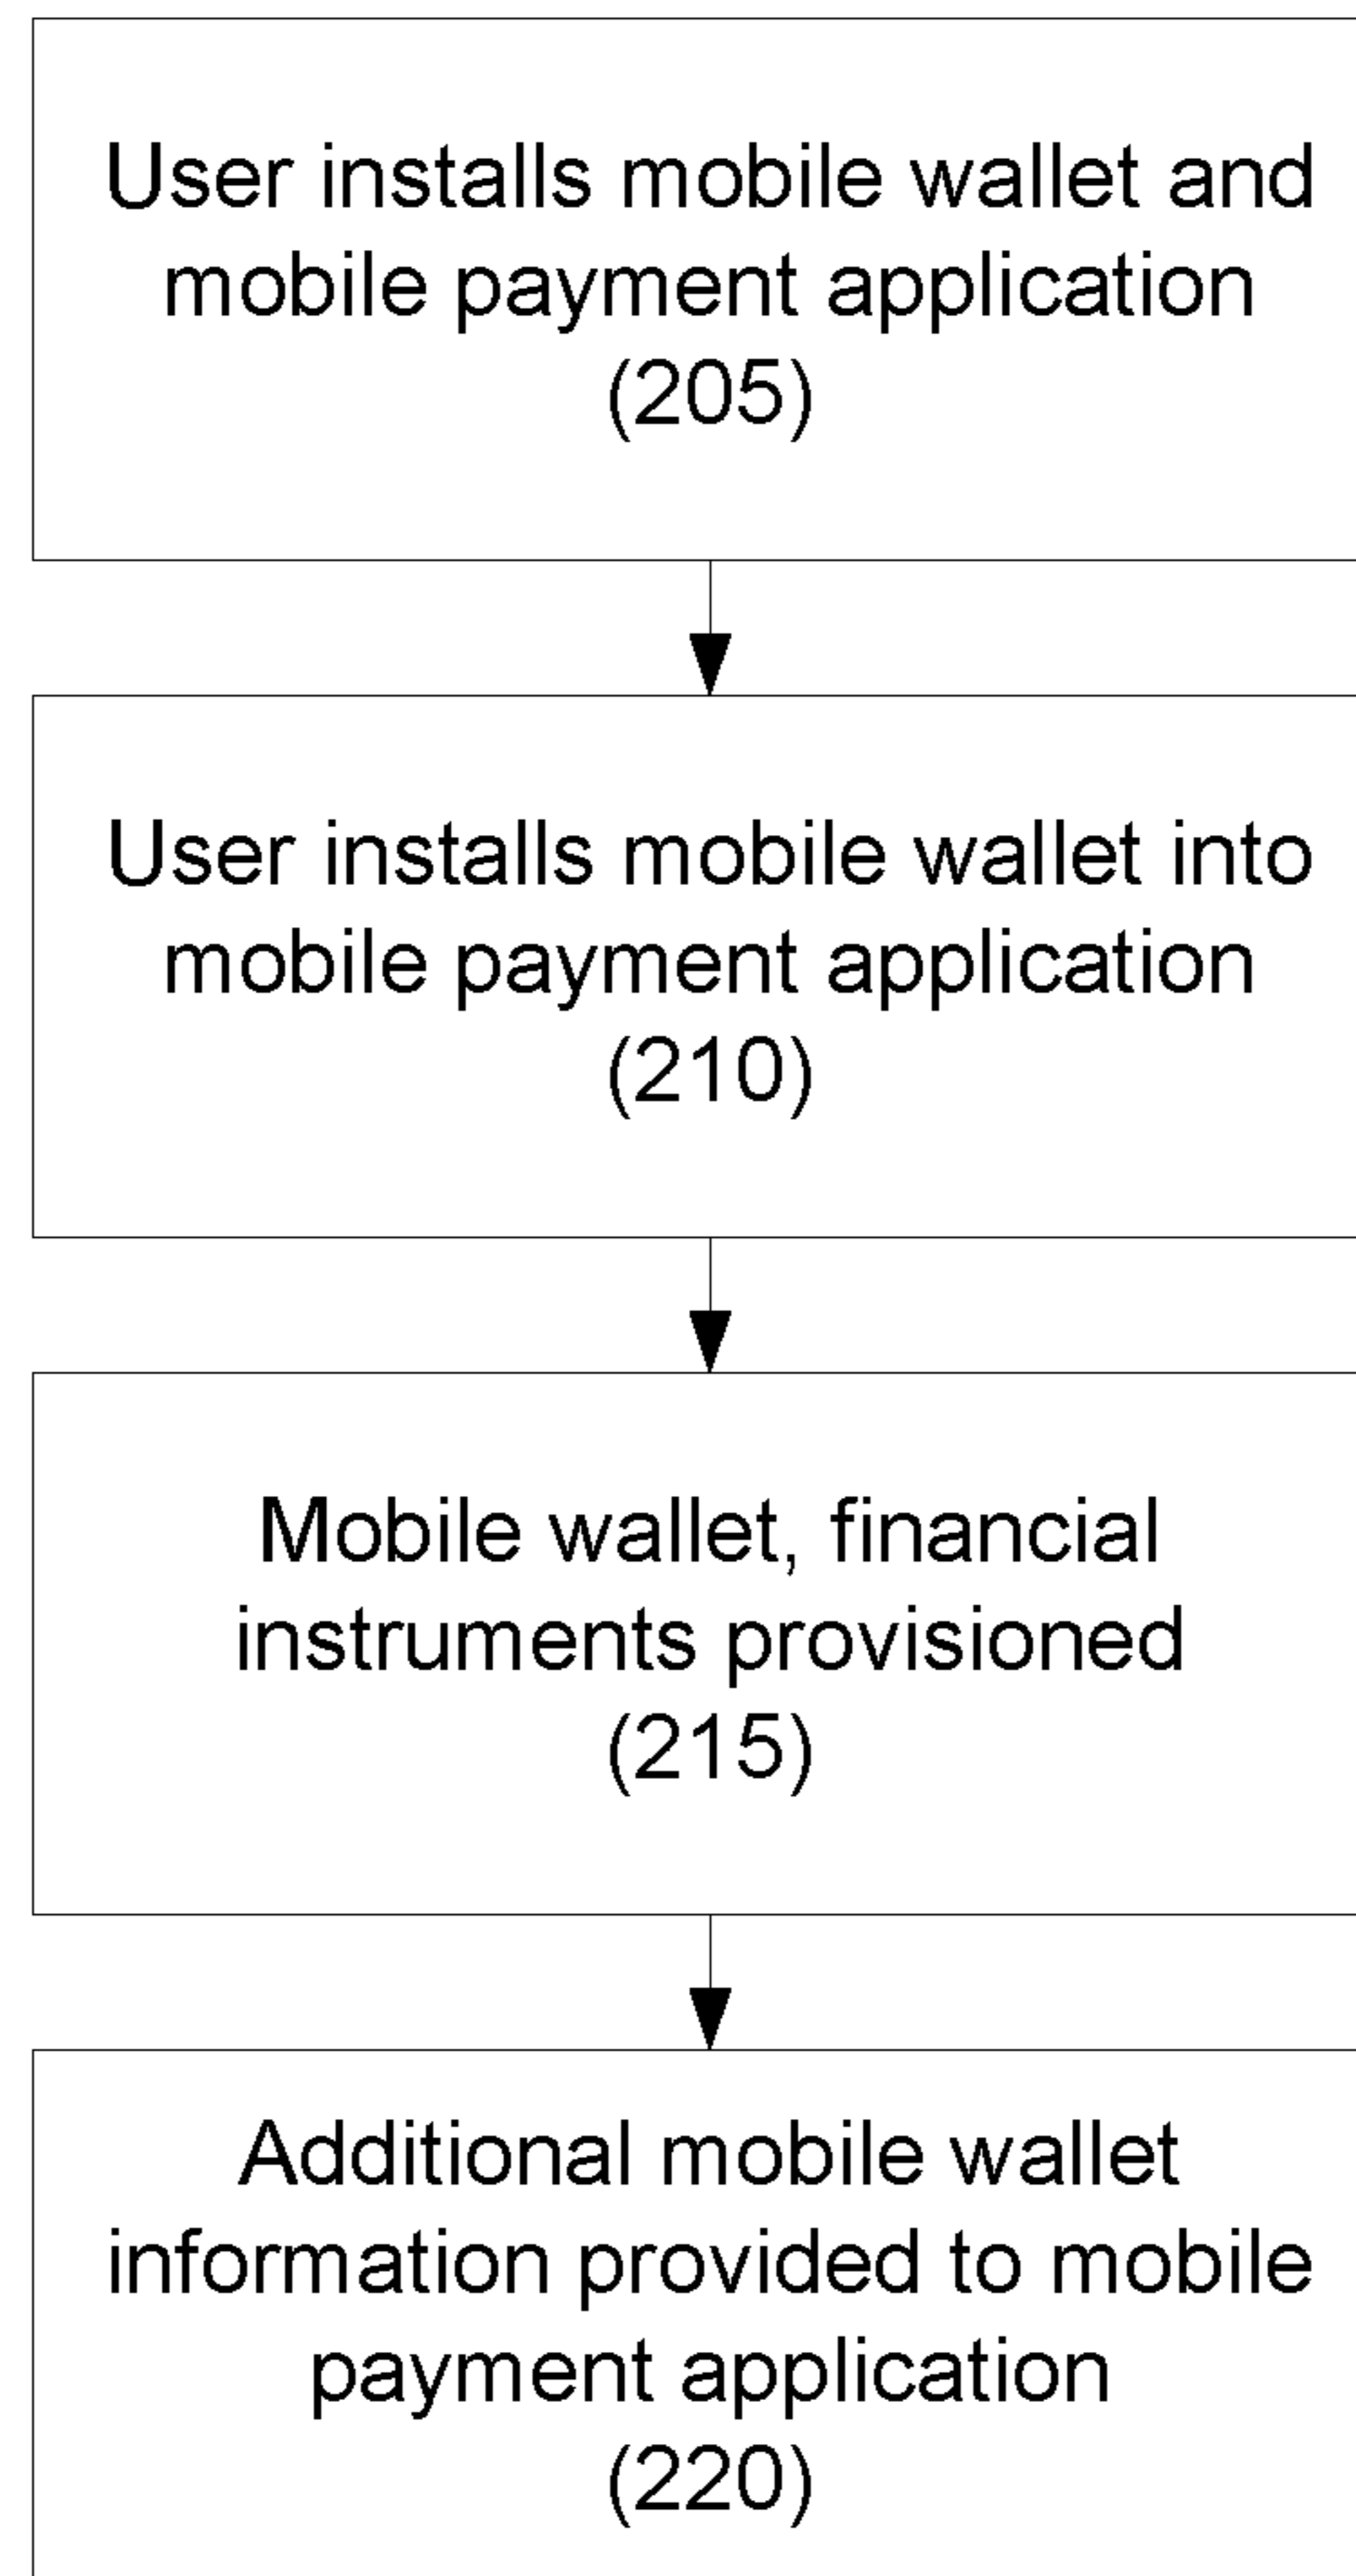 User installs mobile wallet and
mobile payment application
(205)
User installs mobile wallet into
mobile payment application
(210)
Mobile wallet, financial
instruments provisioned
(215)
Additional mobile wallet
information provided to mobile
payment application
(220)